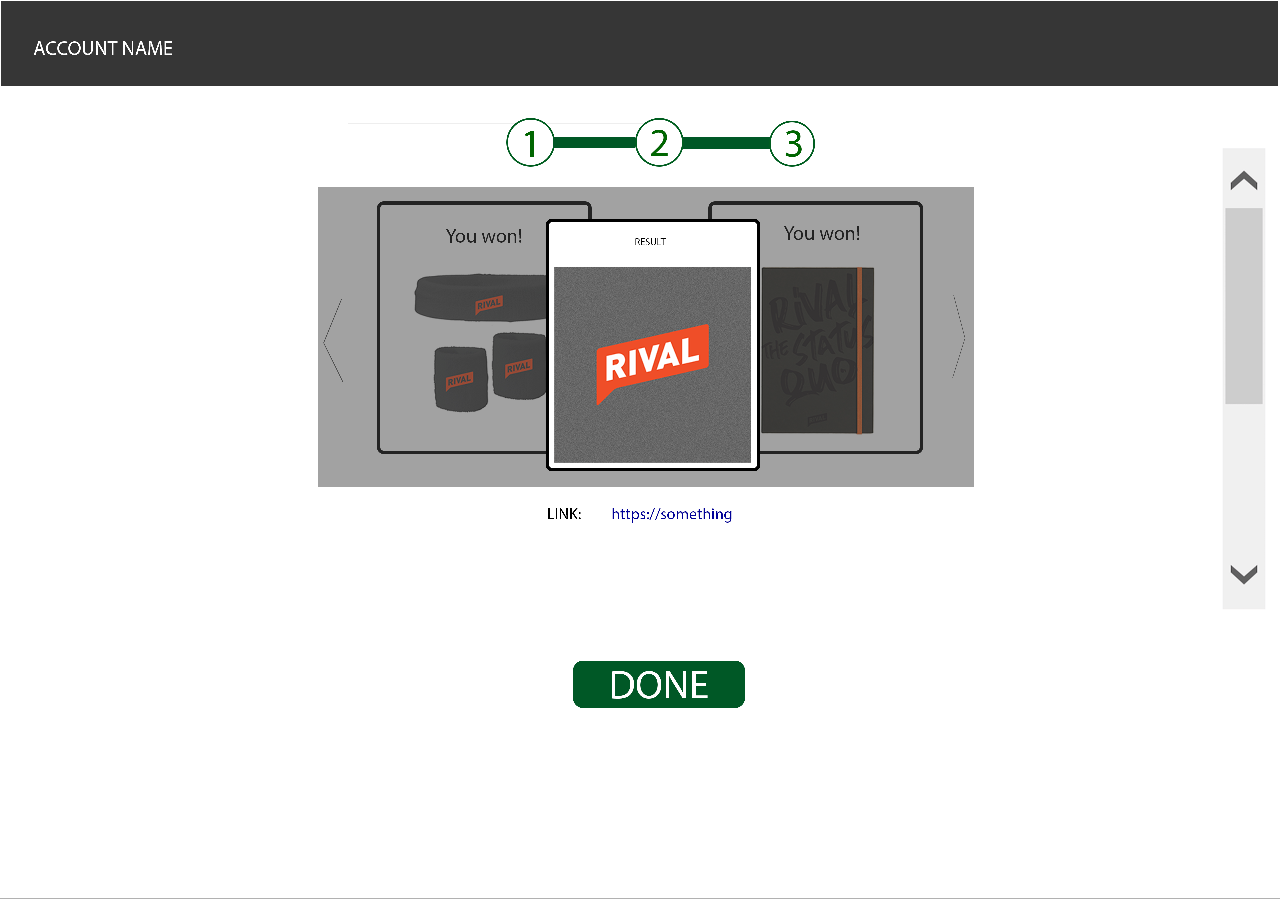 ACCOUNT NAME
1 2 3
You won!
RIVAL
RIVAL
RIVAL
RESULT
RIVAL
You won!
RIVAL
THE STATUS
QUO
LINK: https://something
DONE